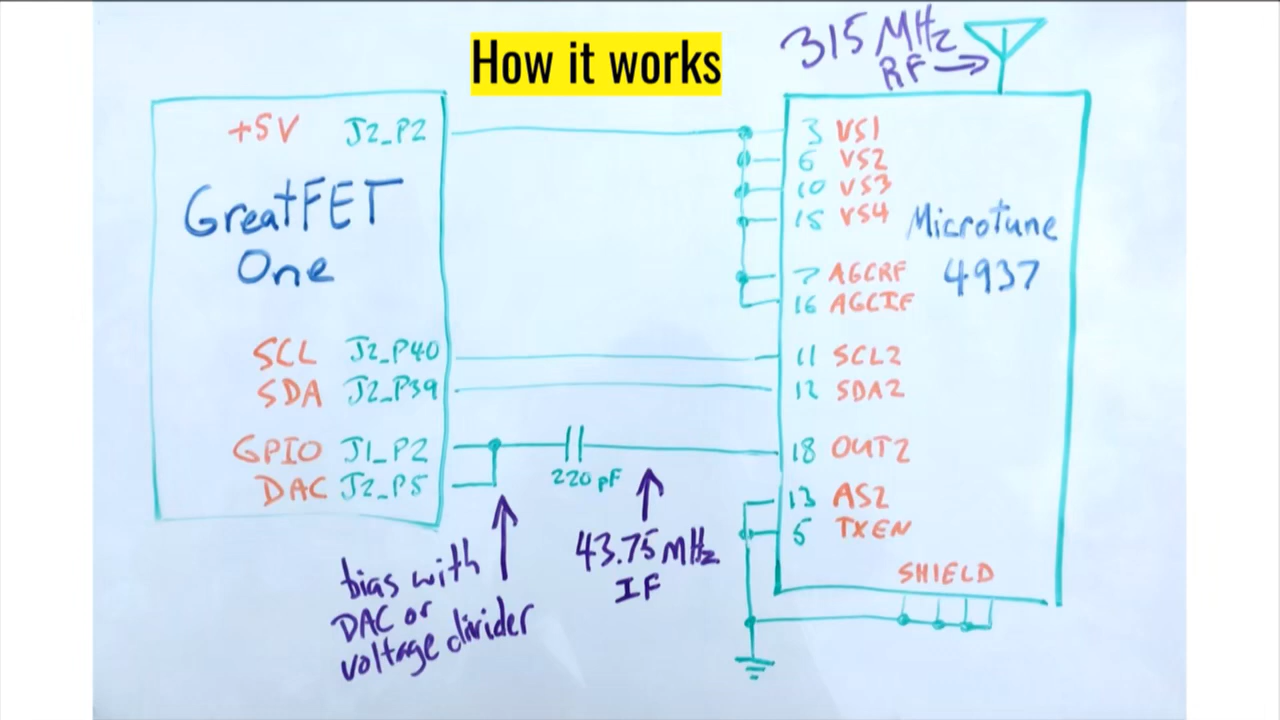 How it works
315 MHz
RF
+5V J2_P2
GreatFET
One
SCL J2_P40
SDA J2_P39
GPIO J1_P2
DAC J2_P5
3 VS1
6 VS2
10 VS3
15 VS4
7 AGCRF
16 AGCIF
Microtune
4937
11 SCL2
12 SDA2
18 OUT2
13 AS2
5 TXEN
SHIELD
220 pF
43.75 MHz
IF
bias with
DAC or
voltage divider